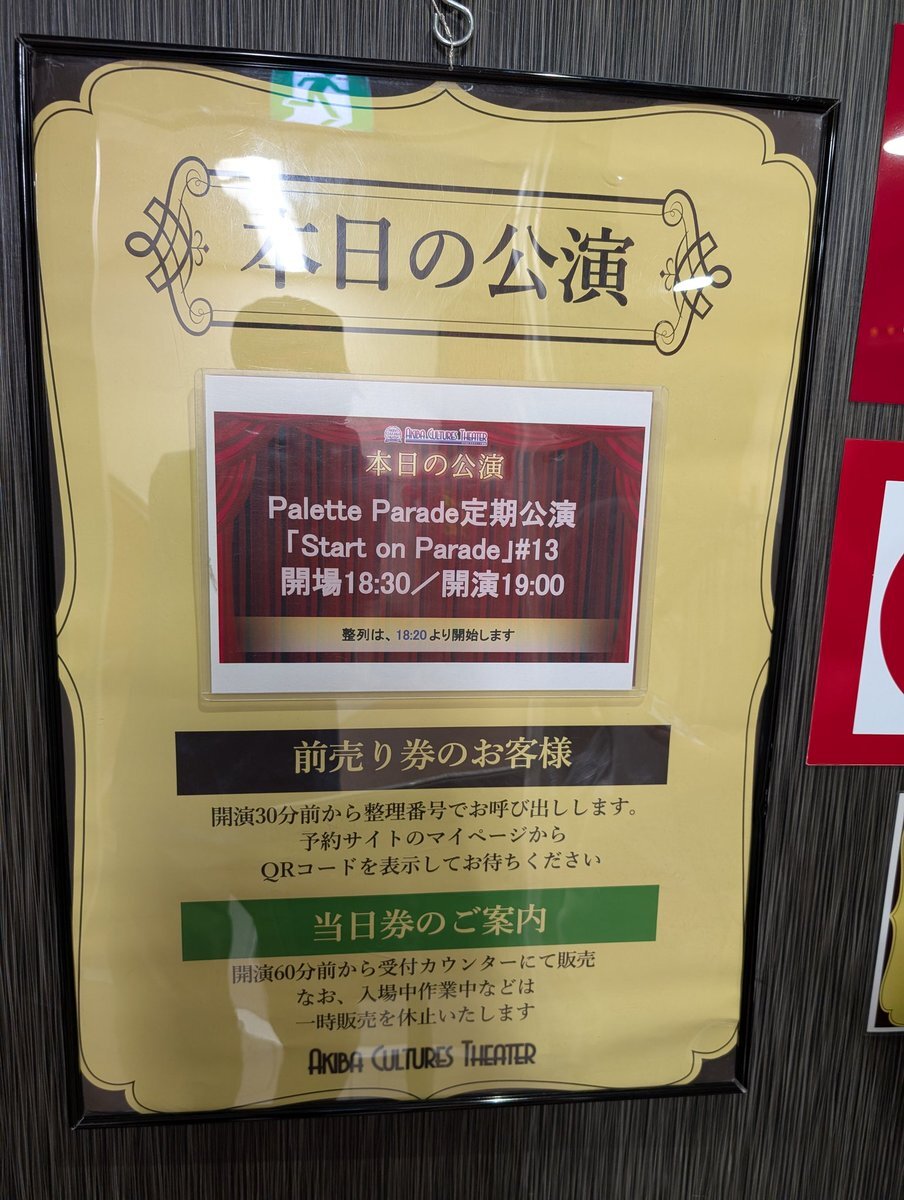 本日の公演
AKIBA CULTURES THEATER
本日の公演
Palette Parade定期公演
「Start on Parade」#13
開場18:30／開演19:00
整列は、18:20より開始します
前売り券のお客様
開演30分前から整理番号でお呼び出しします。
予約サイトのマイページから
QRコードを表示してお待ちください
当日券のご案内
開演60分前から受付カウンターにて販売
なお、入場中作業中などは
一時販売を休止いたします
AKIBA CULTURES THEATER